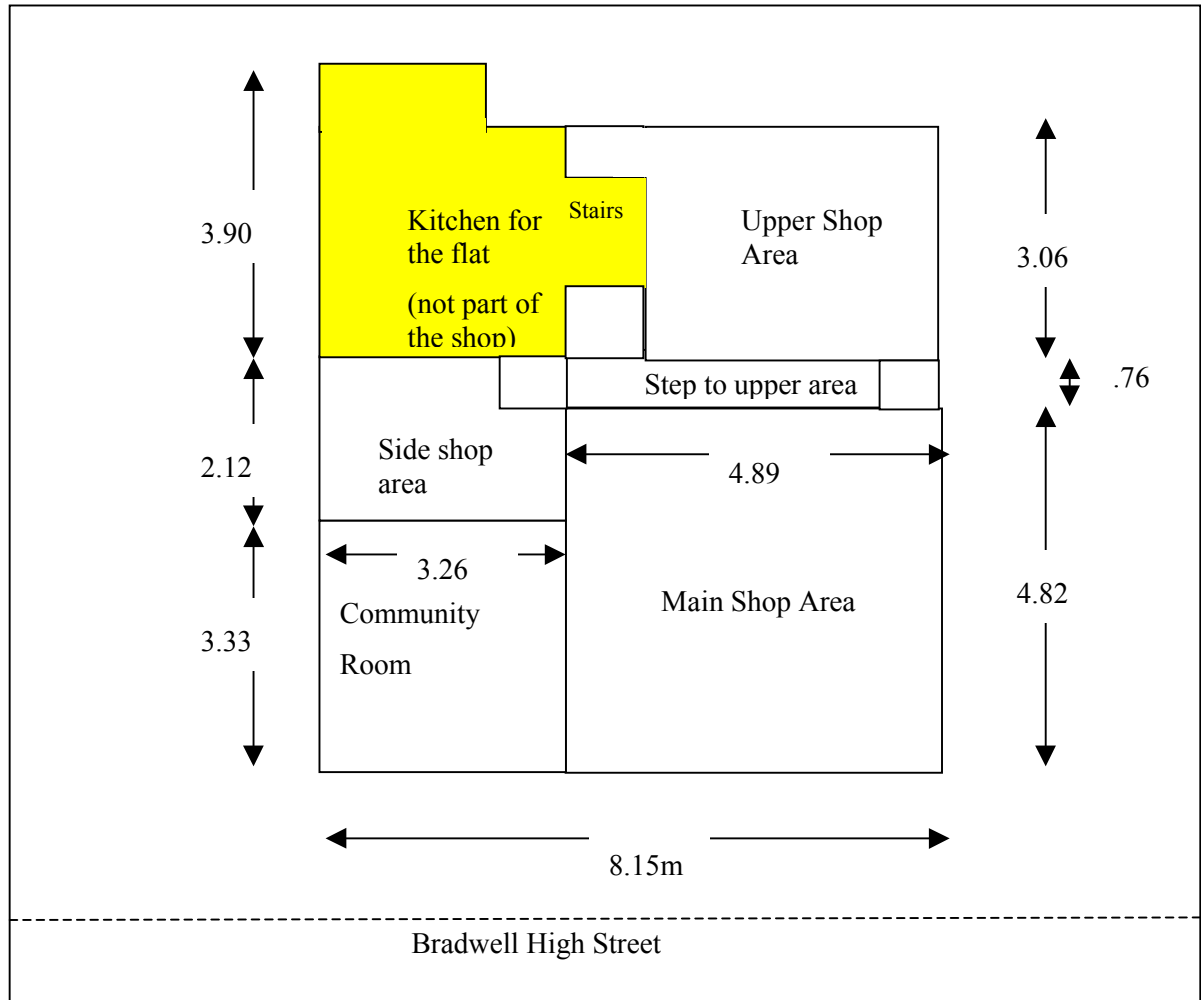 Kitchen for
the flat
(not part of
the shop)
Stairs
Upper Shop
Area
3.90
3.06
Step to upper area
.76
Side shop
area
2.12
4.89
3.26
Community
Room
Main Shop Area
4.82
3.33
8.15m
Bradwell High Street